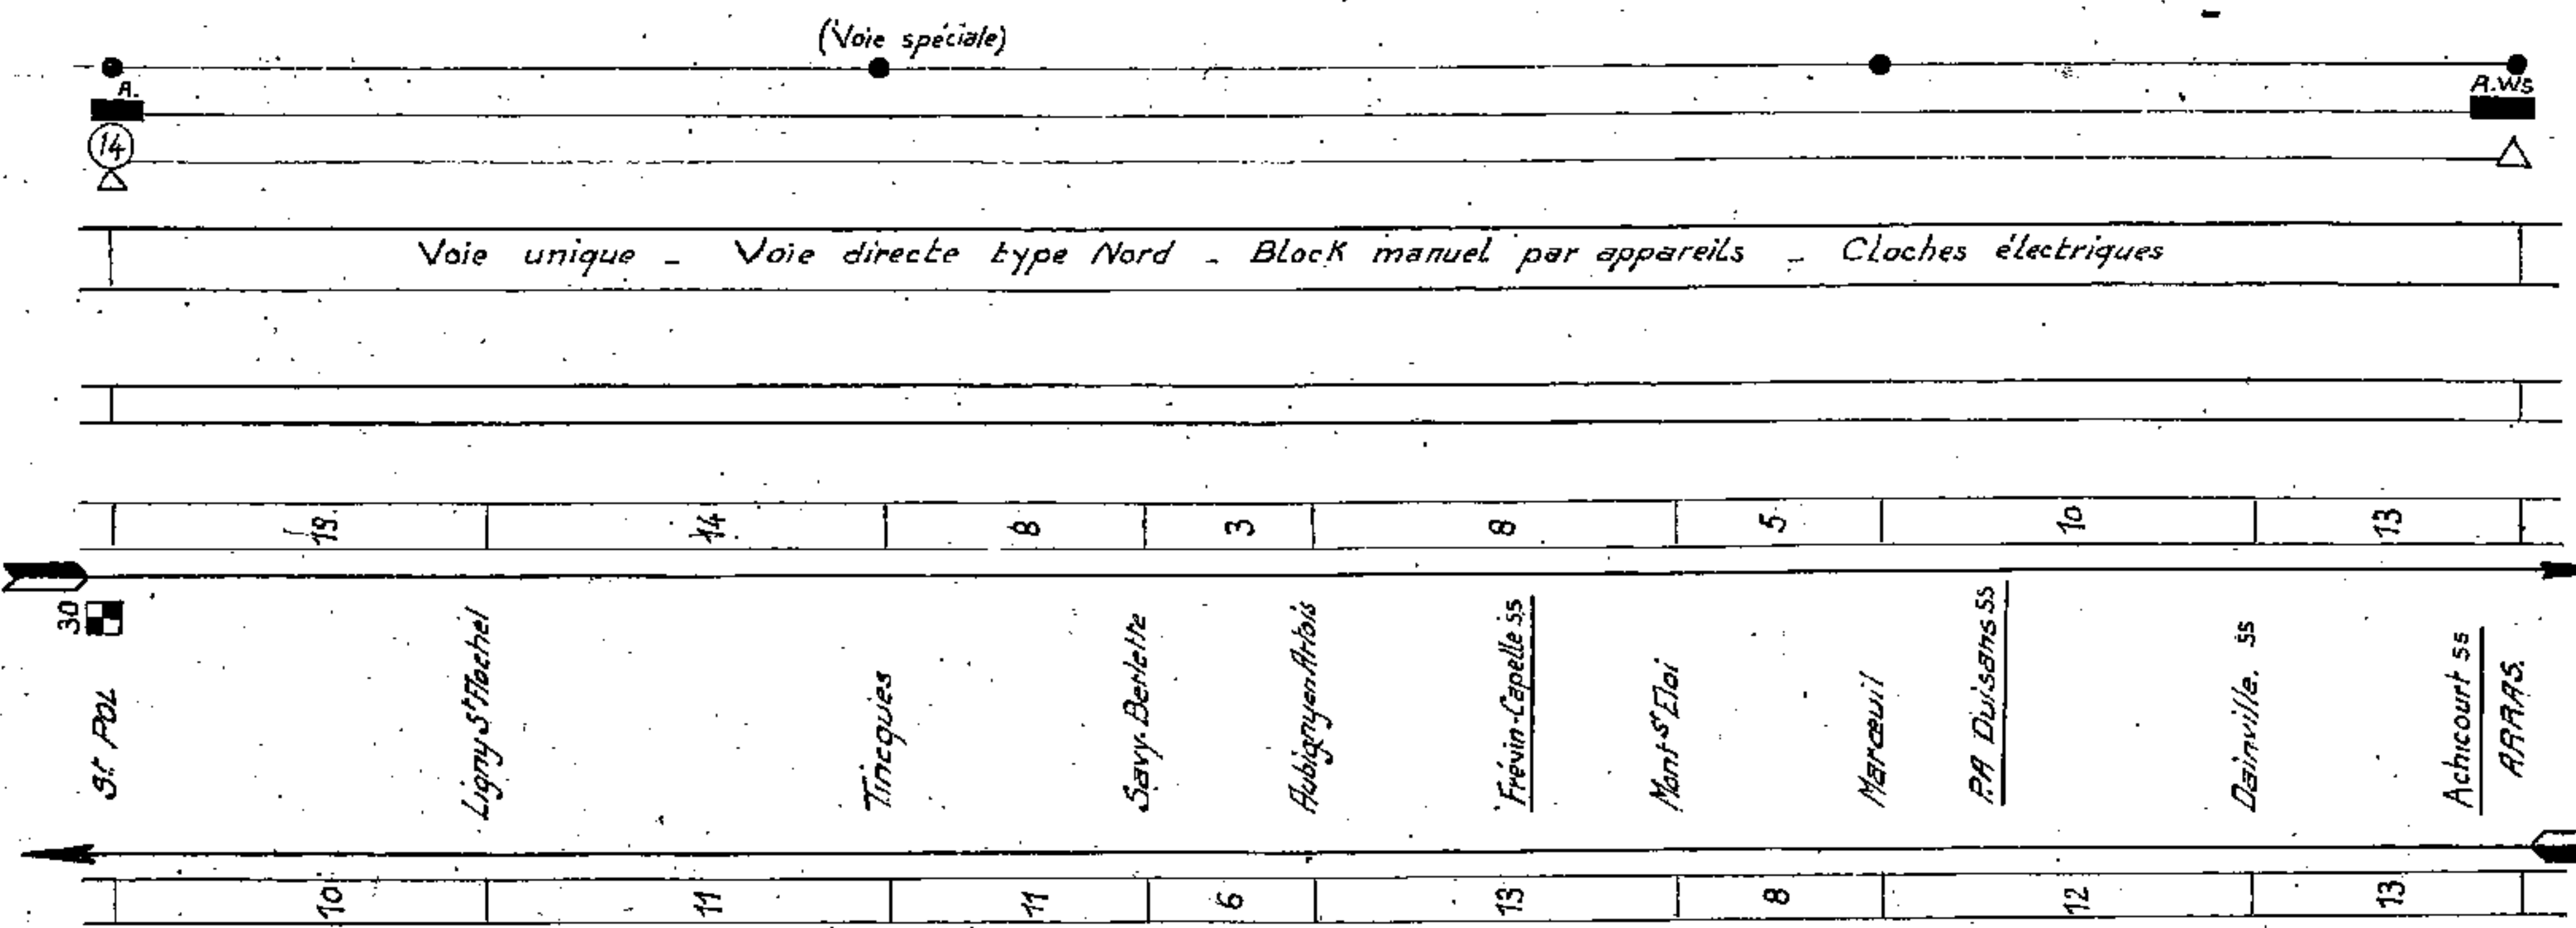 (Voie spéciale)
A.
A.Ws
14
Voie unique - Voie directe type Nord - Block manuel par appareils - Cloches électriques
19 14 8 3 8 5 10 13
30
St POL
Ligny St Flochel
Tincques
Savy-Berlette
Aubigny en Artois
Frévin-Capelle ss
Mont St Eloi
Marœuil
P.A Duisans ss
Dainville. ss
Achicourt ss
ARRAS.
10 11 11 6 13 8 12 13